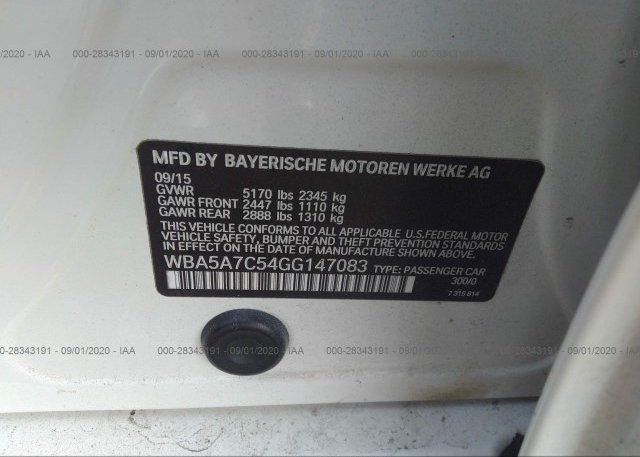 000-28343191 - 09/01/2020 - IAA 000-28343191 - 09/01/2020 - IAA 000-28343191 - 09/01/2020 - IAA 000-28343191 - 09/01/2020 - IAA
MFD BY BAYERISCHE MOTOREN WERKE AG
09/15
GVWR 5170 lbs 2345 kg
GAWR FRONT 2447 lbs 1110 kg
GAWR REAR 2888 lbs 1310 kg
THIS VEHICLE CONFORMS TO ALL APPLICABLE U.S.FEDERAL MOTOR
VEHICLE SAFETY, BUMPER AND THEFT PREVENTION STANDARDS
IN EFFECT ON THE DATE OF MANUFACTURE SHOWN ABOVE.
WBA5A7C54GG147083 TYPE: PASSENGER CAR
300/0
7 315 814
000-28343191 - 09/01/2020 - IAA 000-28343191 - 09/01/2020 - IAA 000-28343191 - 09/01/2020 - IAA 000-28343191 - 09/01/2020 - IAA